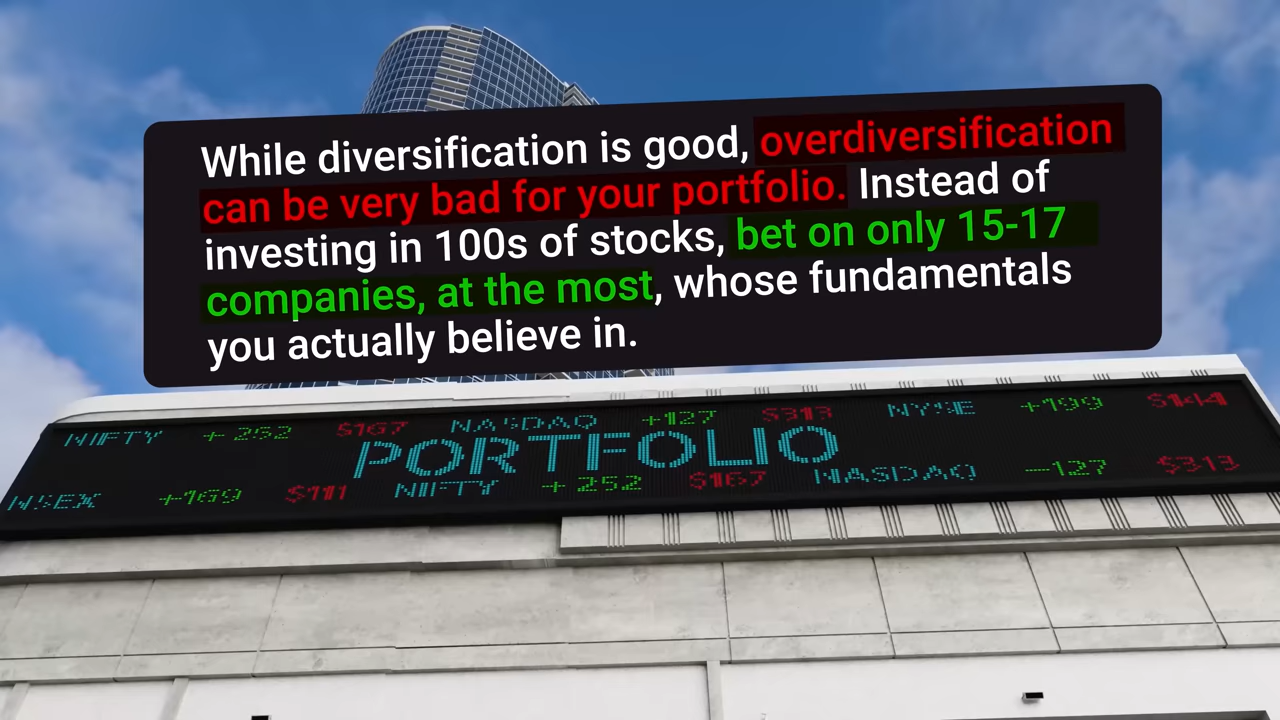 While diversification is good, overdiversification
can be very bad for your portfolio. Instead of
investing in 100s of stocks, bet on only 15-17
companies, at the most, whose fundamentals
you actually believe in.
NIFTY +252 $167 NASDAQ +127 $313 NYSE +199 $144
PORTFOLIO
NSEX +169 $111 NIFTY +252 $167 NASDAQ -127 $313